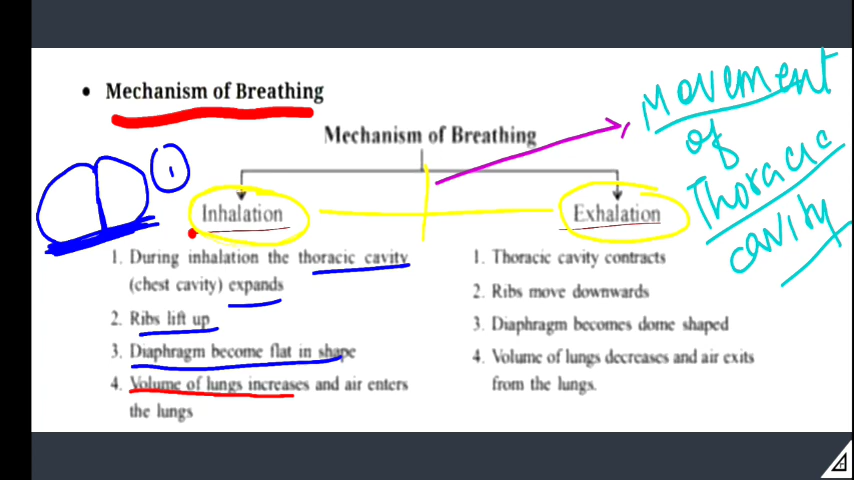 • Mechanism of Breathing
Mechanism of Breathing
Movement
of
Thoracic
cavity
1
Inhalation
1. During inhalation the thoracic cavity
(chest cavity) expands
2. Ribs lift up
3. Diaphragm become flat in shape
4. Volume of lungs increases and air enters
the lungs
Exhalation
1. Thoracic cavity contracts
2. Ribs move downwards
3. Diaphragm becomes dome shaped
4. Volume of lungs decreases and air exits
from the lungs.